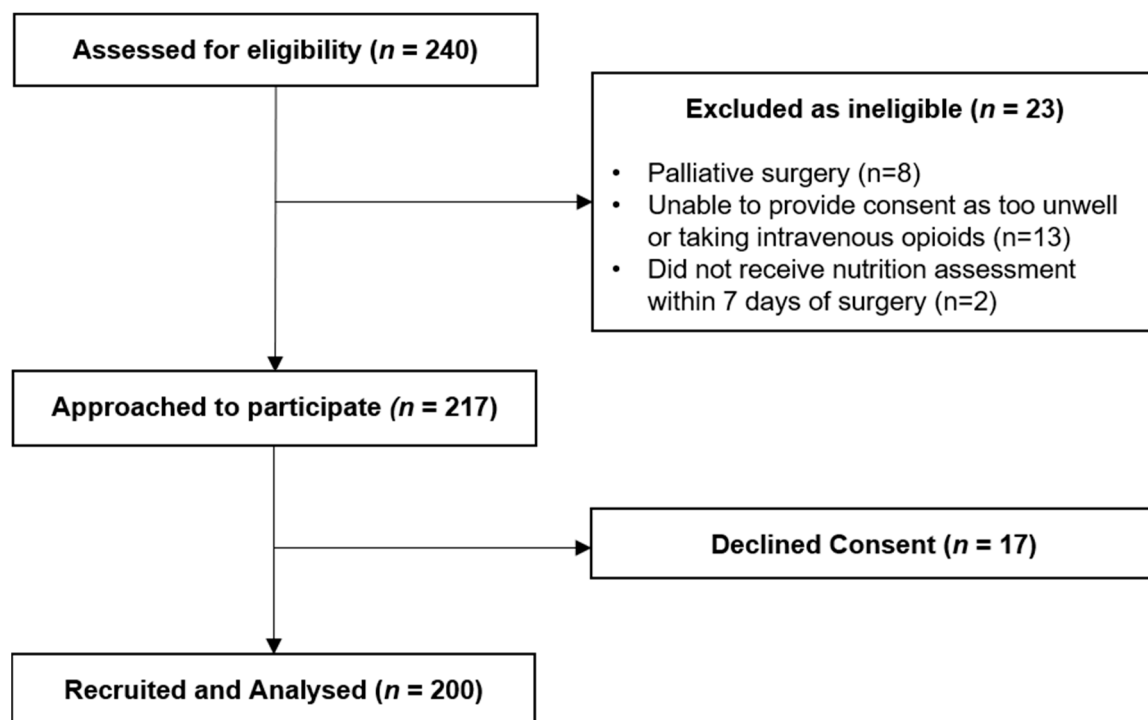 Assessed for eligibility (n = 240)
Excluded as ineligible (n = 23)
• Palliative surgery (n=8)
• Unable to provide consent as too unwell
or taking intravenous opioids (n=13)
• Did not receive nutrition assessment
within 7 days of surgery (n=2)
Approached to participate (n = 217)
Declined Consent (n = 17)
Recruited and Analysed (n = 200)